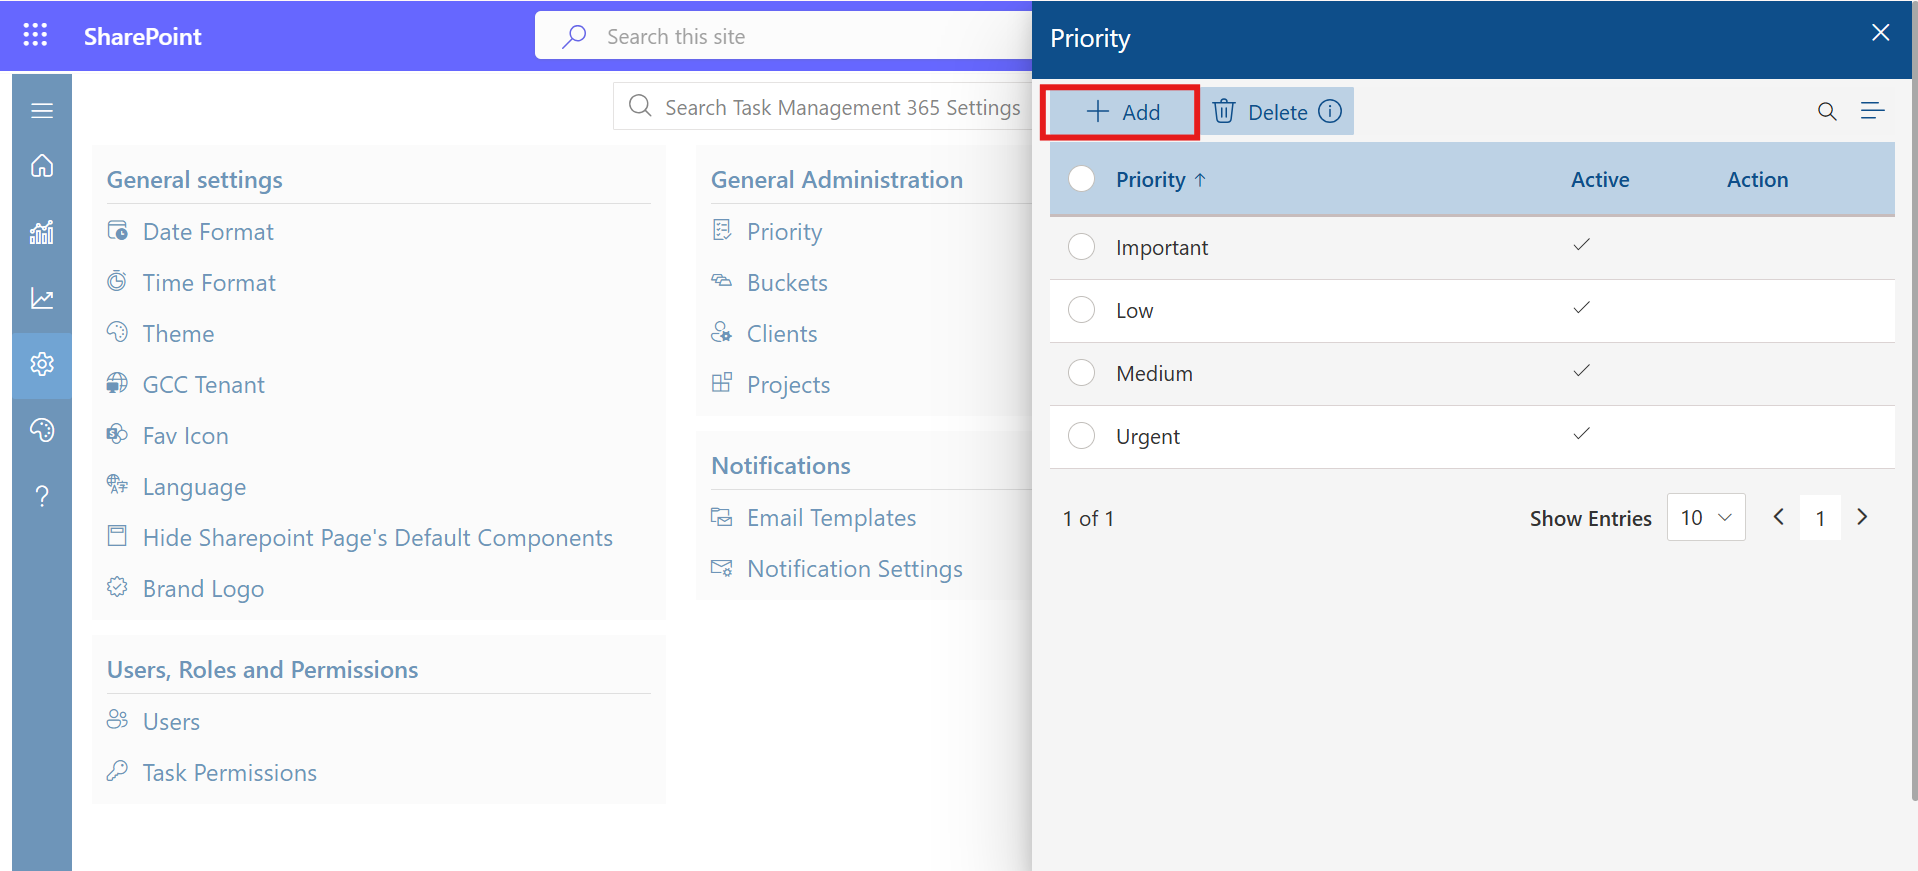 SharePoint
Search this site
Search Task Management 365 Settings
General settings
Date Format
Time Format
Theme
GCC Tenant
Fav Icon
Language
Hide Sharepoint Page's Default Components
Brand Logo
Users, Roles and Permissions
Users
Task Permissions
General Administration
Priority
Buckets
Clients
Projects
Notifications
Email Templates
Notification Settings
Priority
Add Delete
Priority ↑ Active Action
Important
Low
Medium
Urgent
1 of 1 Show Entries 10 1